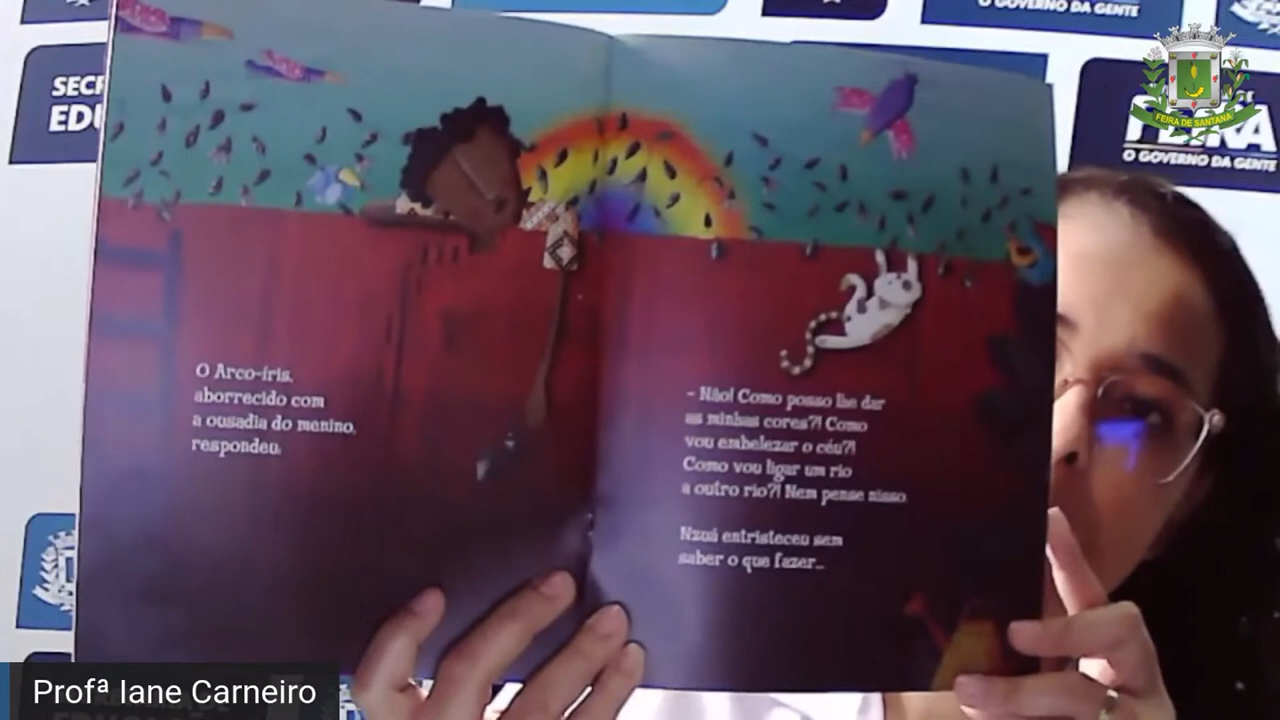 O GOVERNO DA GENTE
FEIRA DE SANTANA
FEIRA
O GOVERNO DA GENTE
SECR
EDU
O Arco-íris,
aborrecido com
a ousadia do menino,
respondeu:
- Não! Como posso lhe dar
as minhas cores?! Como
vou embelezar o céu?!
Como vou ligar um rio
a outro rio?! Nem pense nisso.
Nzuá entristeceu sem
saber o que fazer...
Profª Iane Carneiro